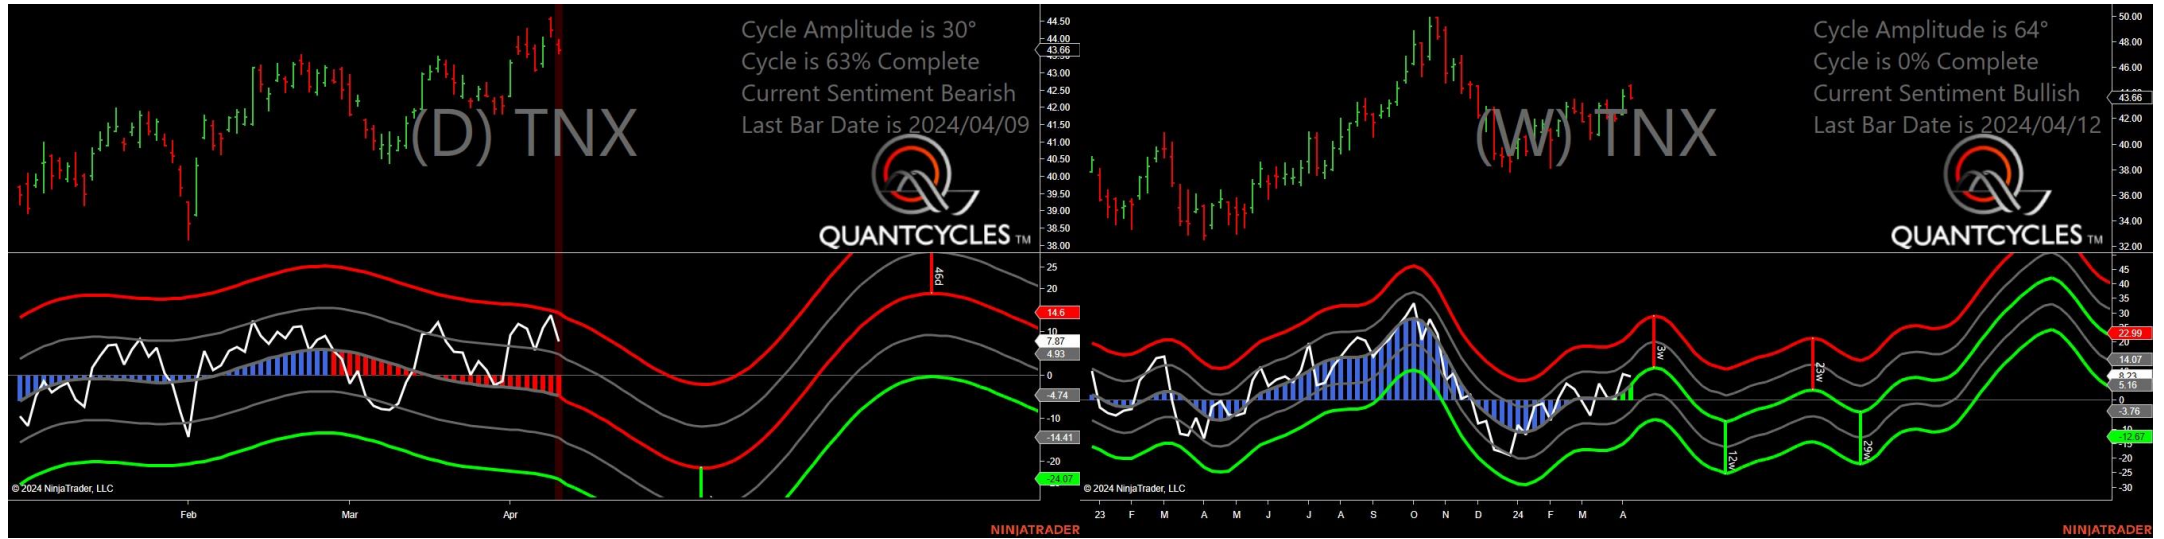 Cycle Amplitude is 30°
Cycle is 63% Complete
Current Sentiment Bearish
Last Bar Date is 2024/04/09
(D) TNX
QUANTCYCLES TM
44.50
44.00
43.66
43.00
42.50
42.00
41.50
41.00
40.50
40.00
39.50
39.00
38.50
38.00
46d
25
20
14.6
10
7.87
4.93
0
-4.74
-10
-14.41
-20
-24.07
© 2024 NinjaTrader, LLC
Feb Mar Apr
NINJATRADER
Cycle Amplitude is 64°
Cycle is 0% Complete
Current Sentiment Bullish
Last Bar Date is 2024/04/12
(W) TNX
QUANTCYCLES TM
50.00
48.00
46.00
43.66
42.00
40.00
38.00
36.00
34.00
32.00
3w
23w
12w
29w
45
40
35
30
22.99
20
14.07
8.23
5.16
0
-3.76
-12.67
-15
-20
-25
-30
© 2024 NinjaTrader, LLC
23 F M A M J J A S O N D 24 F M A
NINJATRADER